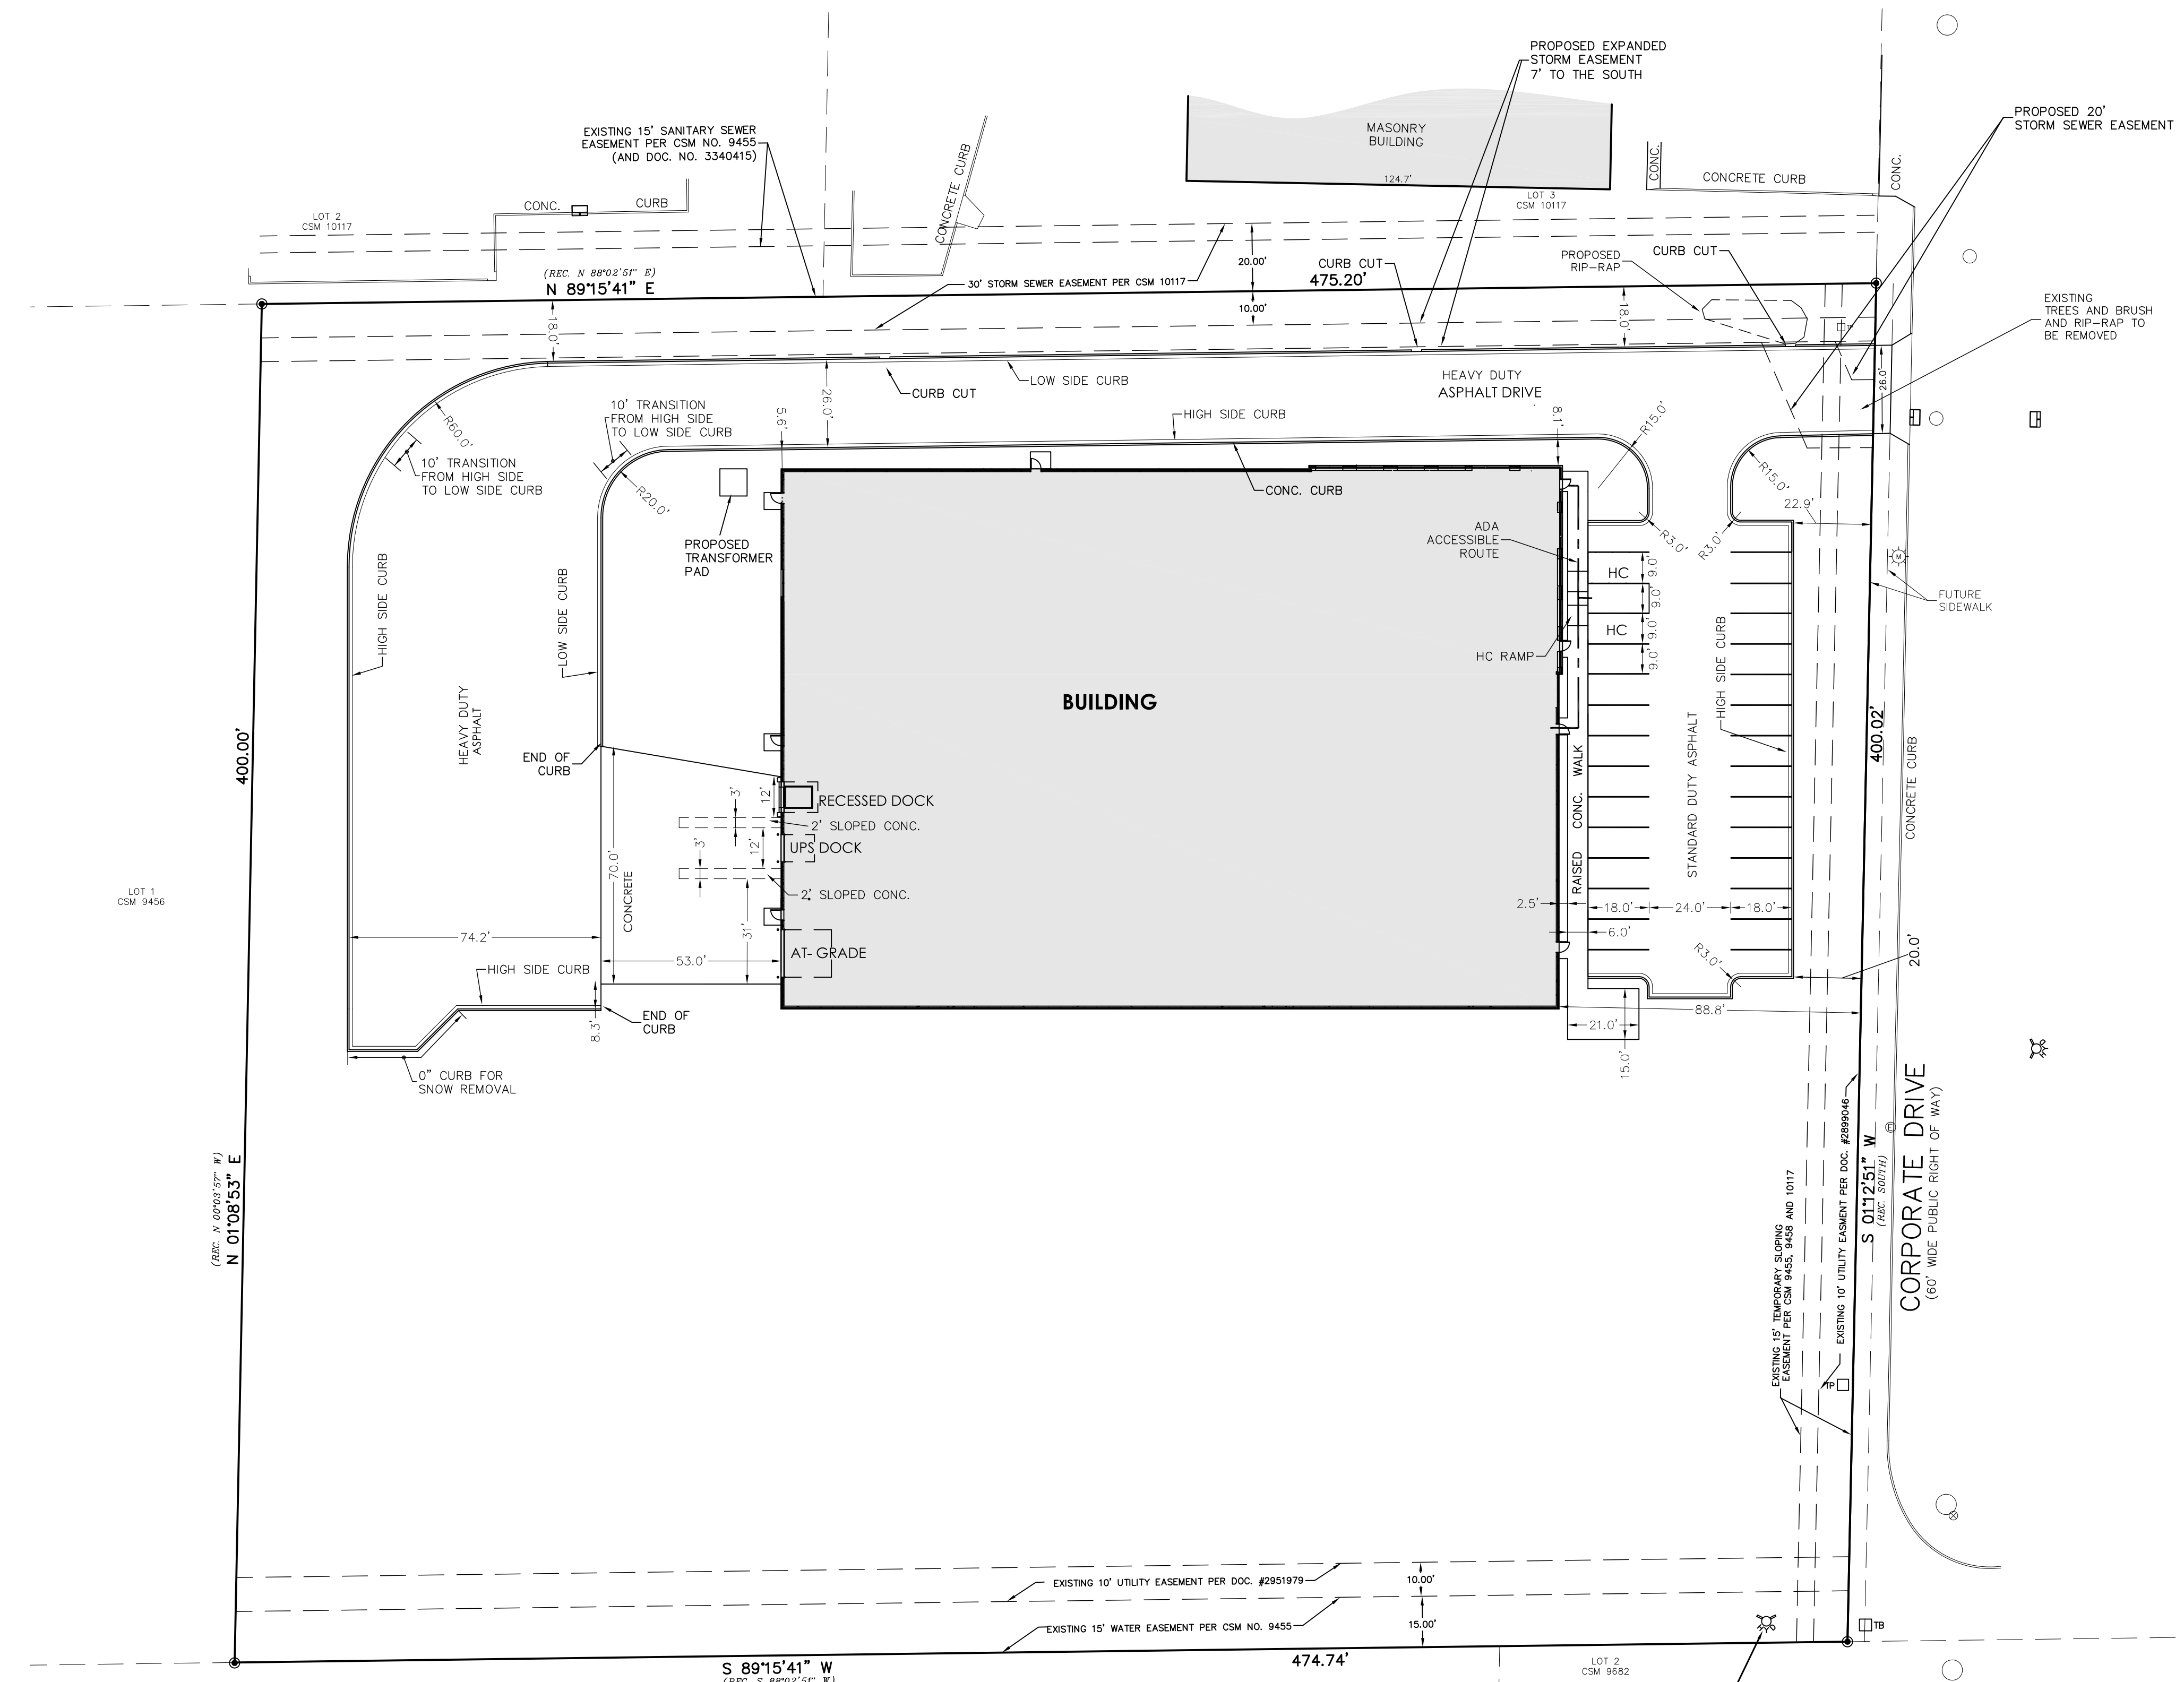 PROPOSED EXPANDED
STORM EASEMENT
7' TO THE SOUTH
PROPOSED 20'
STORM SEWER EASEMENT
EXISTING 15' SANITARY SEWER
EASEMENT PER CSM NO. 9455
(AND DOC. NO. 3340415)
MASONRY
BUILDING
124.7'
CONCRETE CURB
CONC.
CONCRETE CURB
CONC.
LOT 3
CSM 10117
LOT 2
CSM 10117
CONC.
CURB
PROPOSED
RIP-RAP
CURB CUT
CURB CUT
20.00'
(REC. N 88°02'51" E)
N 89°15'41" E
30' STORM SEWER EASEMENT PER CSM 10117
475.20'
10.00'
18.0'
18.0'
EXISTING
TREES AND BRUSH
AND RIP-RAP TO
BE REMOVED
LOW SIDE CURB
CURB CUT
HEAVY DUTY
ASPHALT DRIVE
26.0'
26.0'
R60.0'
10' TRANSITION
FROM HIGH SIDE
TO LOW SIDE CURB
5.6'
HIGH SIDE CURB
8.1'
R15.0'
10' TRANSITION
FROM HIGH SIDE
TO LOW SIDE CURB
R20.0'
CONC. CURB
R15.0'
22.9'
PROPOSED
TRANSFORMER
PAD
ADA
ACCESSIBLE
ROUTE
R3.0'
R3.0'
M
HC
9.0'
9.0'
HC
9.0'
9.0'
HC RAMP
FUTURE
SIDEWALK
HIGH SIDE CURB
LOW SIDE CURB
HIGH SIDE CURB
HEAVY DUTY
ASPHALT
BUILDING
400.00'
400.02'
END OF
CURB
RAISED CONC. WALK
STANDARD DUTY ASPHALT
CONCRETE CURB
3'
12'
RECESSED DOCK
2' SLOPED CONC.
3'
12'
UPS DOCK
2' SLOPED CONC.
70.0'
CONCRETE
LOT 1
CSM 9456
2.5'
18.0'
24.0'
18.0'
6.0'
74.2'
31'
AT- GRADE
53.0'
R3.0'
20.0'
HIGH SIDE CURB
8.3'
END OF
CURB
88.8'
21.0'
15.0'
0" CURB FOR
SNOW REMOVAL
(REC. N 00°03'57" W)
N 01°08'53" E
EXISTING 15' TEMPORARY SLOPING
EASEMENT PER CSM 9455, 9458 AND 10117
EXISTING 10' UTILITY EASMENT PER DOC. #2899046
S 01°12'51" W
(REC. SOUTH)
E
CORPORATE DRIVE
(60' WIDE PUBLIC RIGHT OF WAY)
TP
EXISTING 10' UTILITY EASEMENT PER DOC. #2951979
10.00'
EXISTING 15' WATER EASEMENT PER CSM NO. 9455
15.00'
TB
S 89°15'41" W
(REC. S 88°02'51" W)
474.74'
LOT 2
CSM 9682